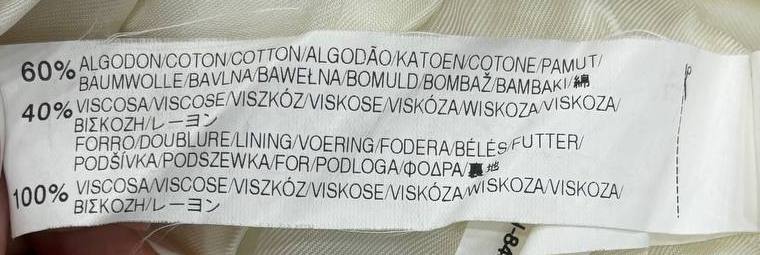 60% ALGODON/COTON/COTTON/ALGODÃO/KATOEN/COTONE/PAMUT/
BAUMWOLLE/BAVLNA/BAWEŁNA/BOMULD/BOMBAŽ/BAMBAKI/綿
40% VISCOSA/VISCOSE/VISZKÓZ/VISKOSE/VISKÓZA/WISKOZA/VISKOZA/
ΒΙΣΚΟΖΗ/レーヨン
FORRO/DOUBLURE/LINING/VOERING/FODERA/BÉLÉS/FUTTER/
PODŠÍVKA/PODSZEWKA/FOR/PODLOGA/ΦΟΔΡΑ/裏地
100% VISCOSA/VISCOSE/VISZKÓZ/VISKOSE/VISKÓZA/WISKOZA/VISKOZA/
ΒΙΣΚΟΖΗ/レーヨン